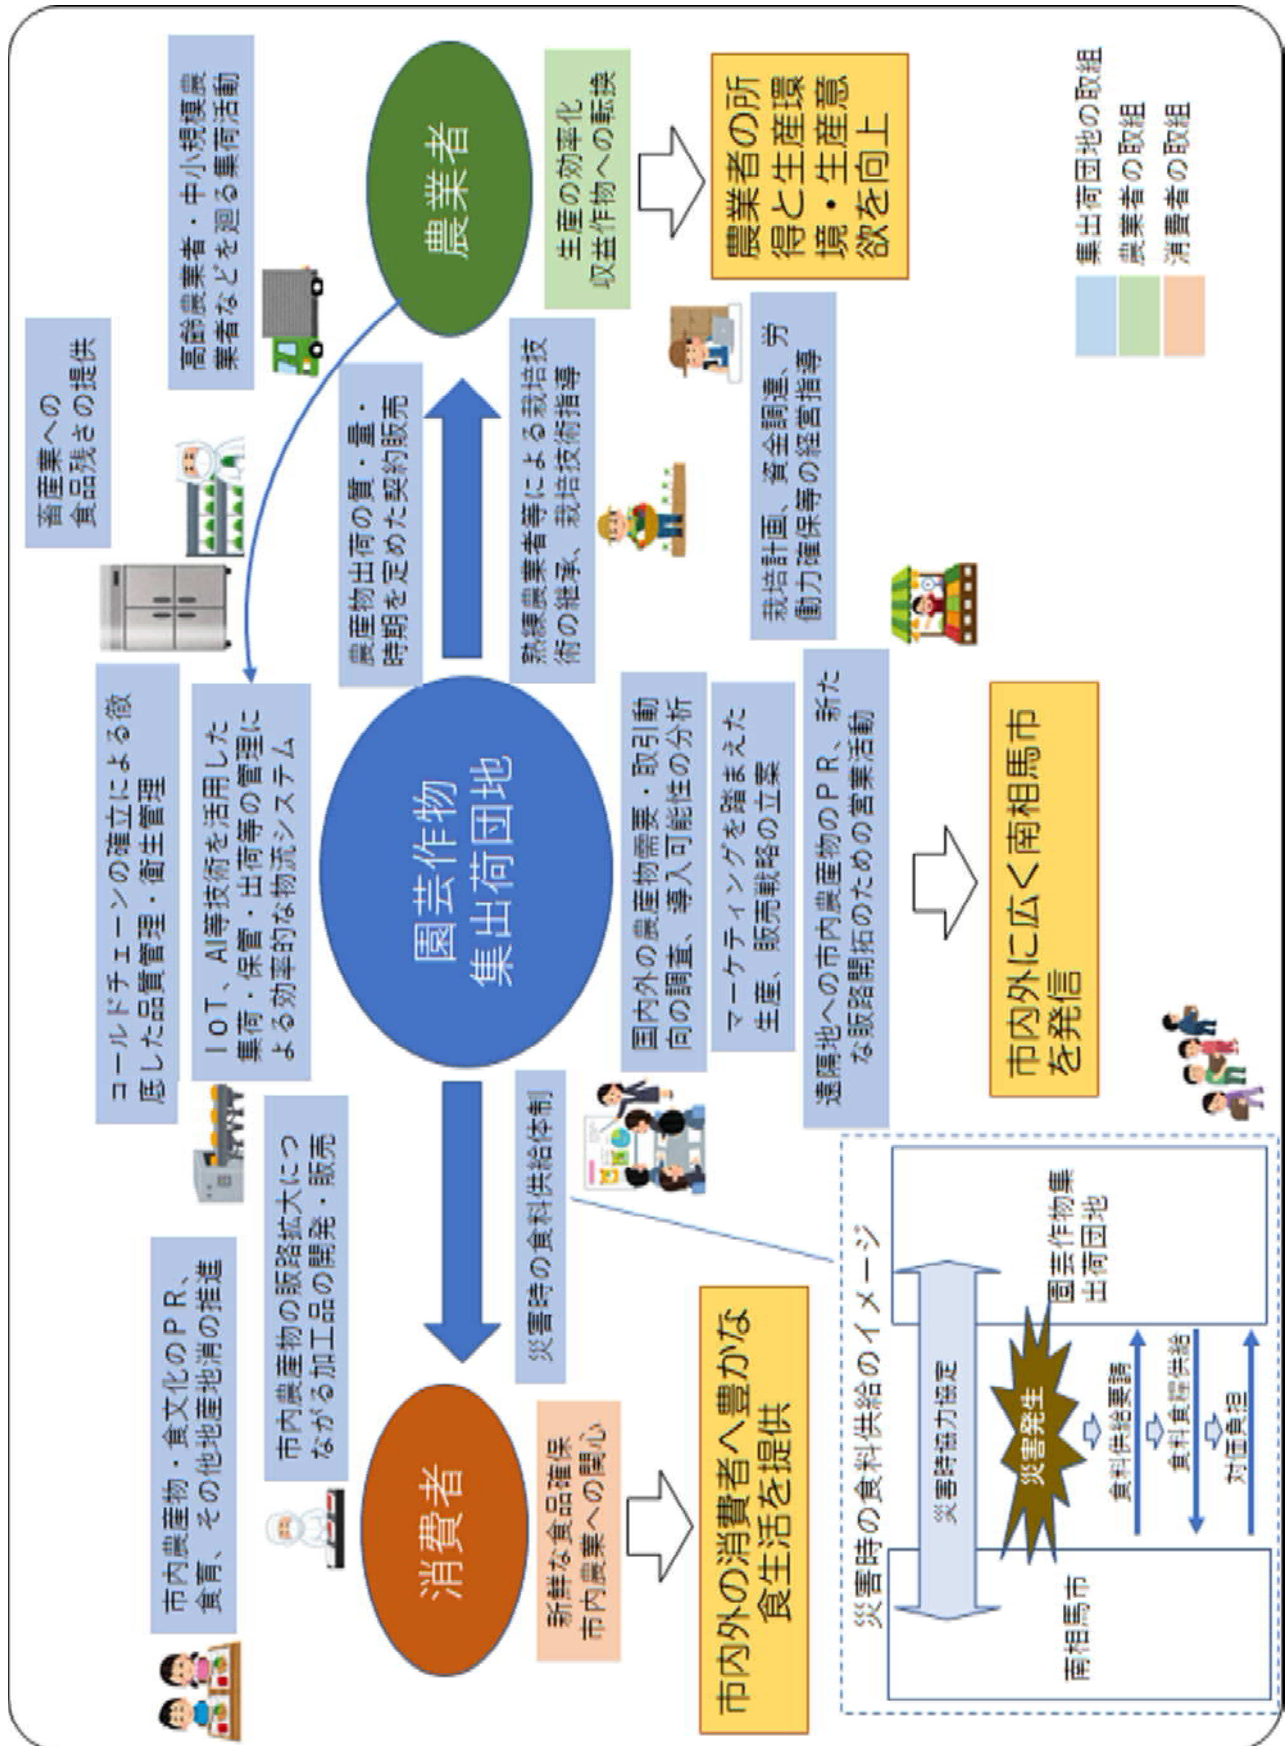 市内農産物・食文化のPR、
食育、その他地産地消の推進
市内農産物の販路拡大につ
ながる加工品の開発・販売
コールドチェーンの確立による徹
底した品質管理・衛生管理
IoT、AI等技術を活用した
集荷・保管・出荷等の管理に
よる効率的な物流システム
畜産業への
食品残さの提供
高齢農業者・中小規模農
業者などを廻る集荷活動
消費者
新鮮な食品確保
市内農業への関心
市内外の消費者へ豊かな
食生活を提供
災害時の食料供給体制
園芸作物
集出荷団地
農産物出荷の質・量・
時期を定めた契約販売
熟練農業者等による栽培技
術の継承、栽培技術指導
農業者
生産の効率化
収益作物への転換
農業者の所
得と生産環
境・生産意
欲を向上
国内外の農産物需要・取引動
向の調査、導入可能性の分析
マーケティングを踏まえた
生産、販売戦略の立案
遠隔地への市内農産物のPR、新た
な販路開拓のための営業活動
栽培計画、資金調達、労
働力確保等の経営指導
市内外に広く南相馬市
を発信
災害時の食料供給のイメージ
災害時協力協定
災害発生
南相馬市
園芸作物集
出荷団地
食料供給要請
食料食糧供給
対価負担
集出荷団地の取組
農業者の取組
消費者の取組